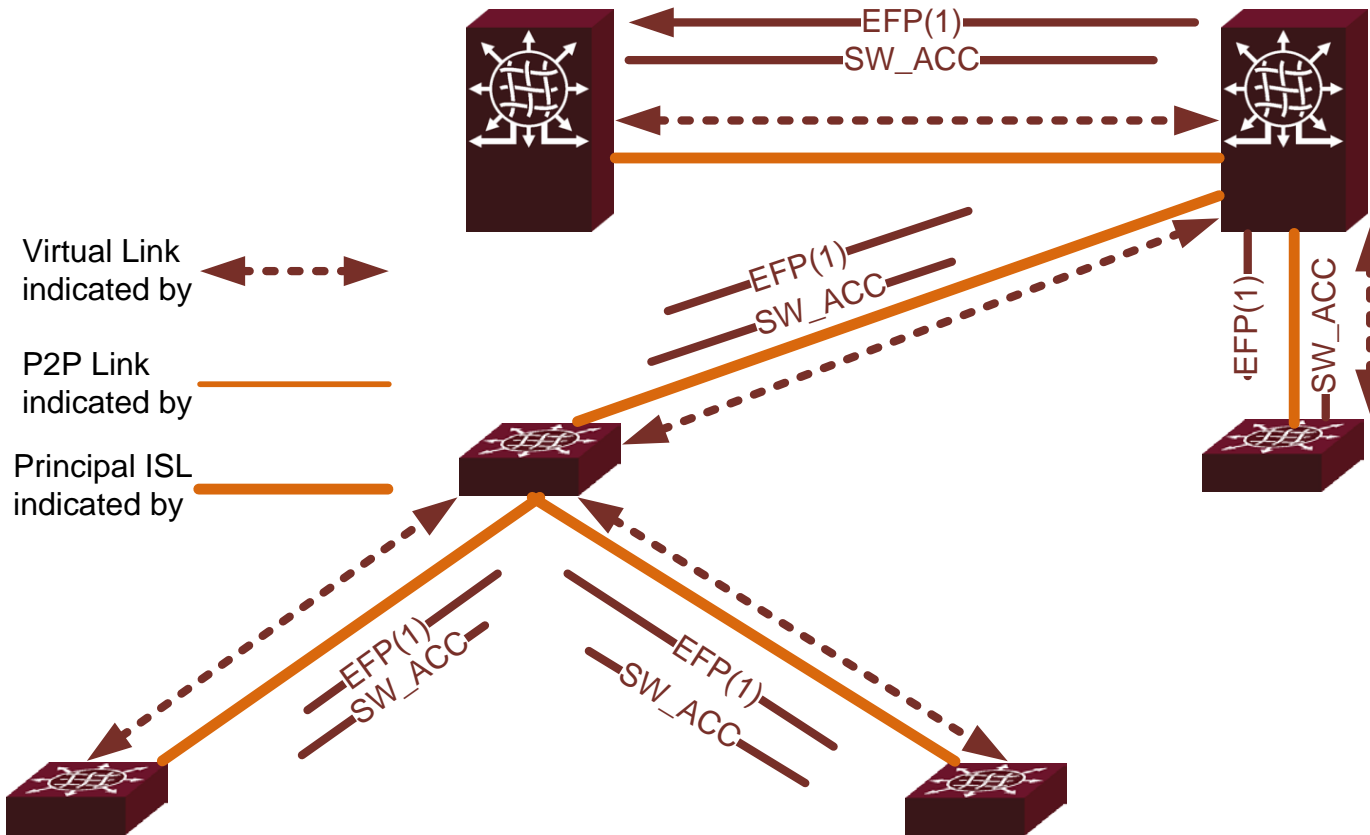 EFP(1)
SW_ACC
Virtual Link
indicated by
EFP(1)
SW_ACC
EFP(1)
SW_ACC
P2P Link
indicated by
Principal ISL
indicated by
EFP(1)
SW_ACC
EFP(1)
SW_ACC